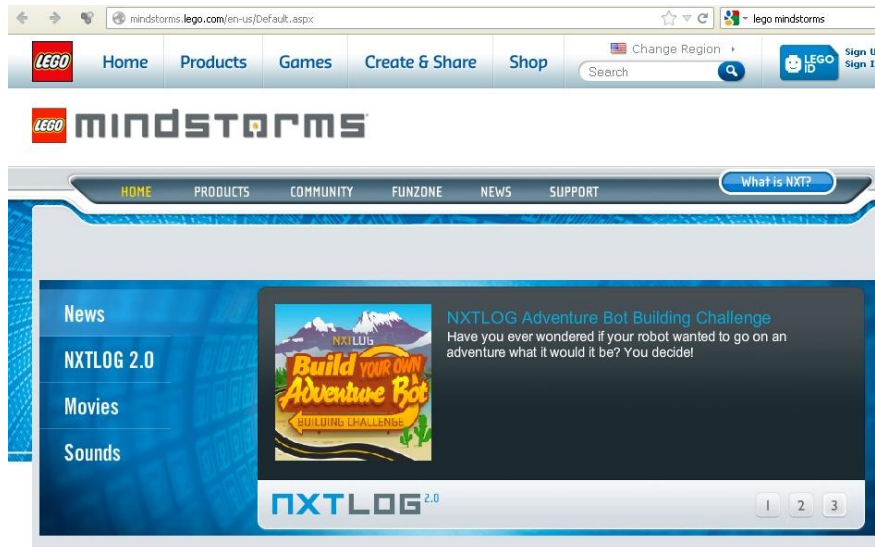 mindstorms.lego.com/en-us/Default.aspx
lego mindstorms
LEGO
Home Products Games Create & Share Shop
Change Region
Search
LEGO ID
Sign U
Sign I
LEGO mindstorms
HOME PRODUCTS COMMUNITY FUNZONE NEWS SUPPORT
What is NXT?
News
NXTLOG 2.0
Movies
Sounds
NXTLOG
Build YOUR OWN
Adventure Bot
BUILDING CHALLENGE
NXTLOG Adventure Bot Building Challenge
Have you ever wondered if your robot wanted to go on an
adventure what it would it be? You decide!
NXTLOG 2.0
1 2 3